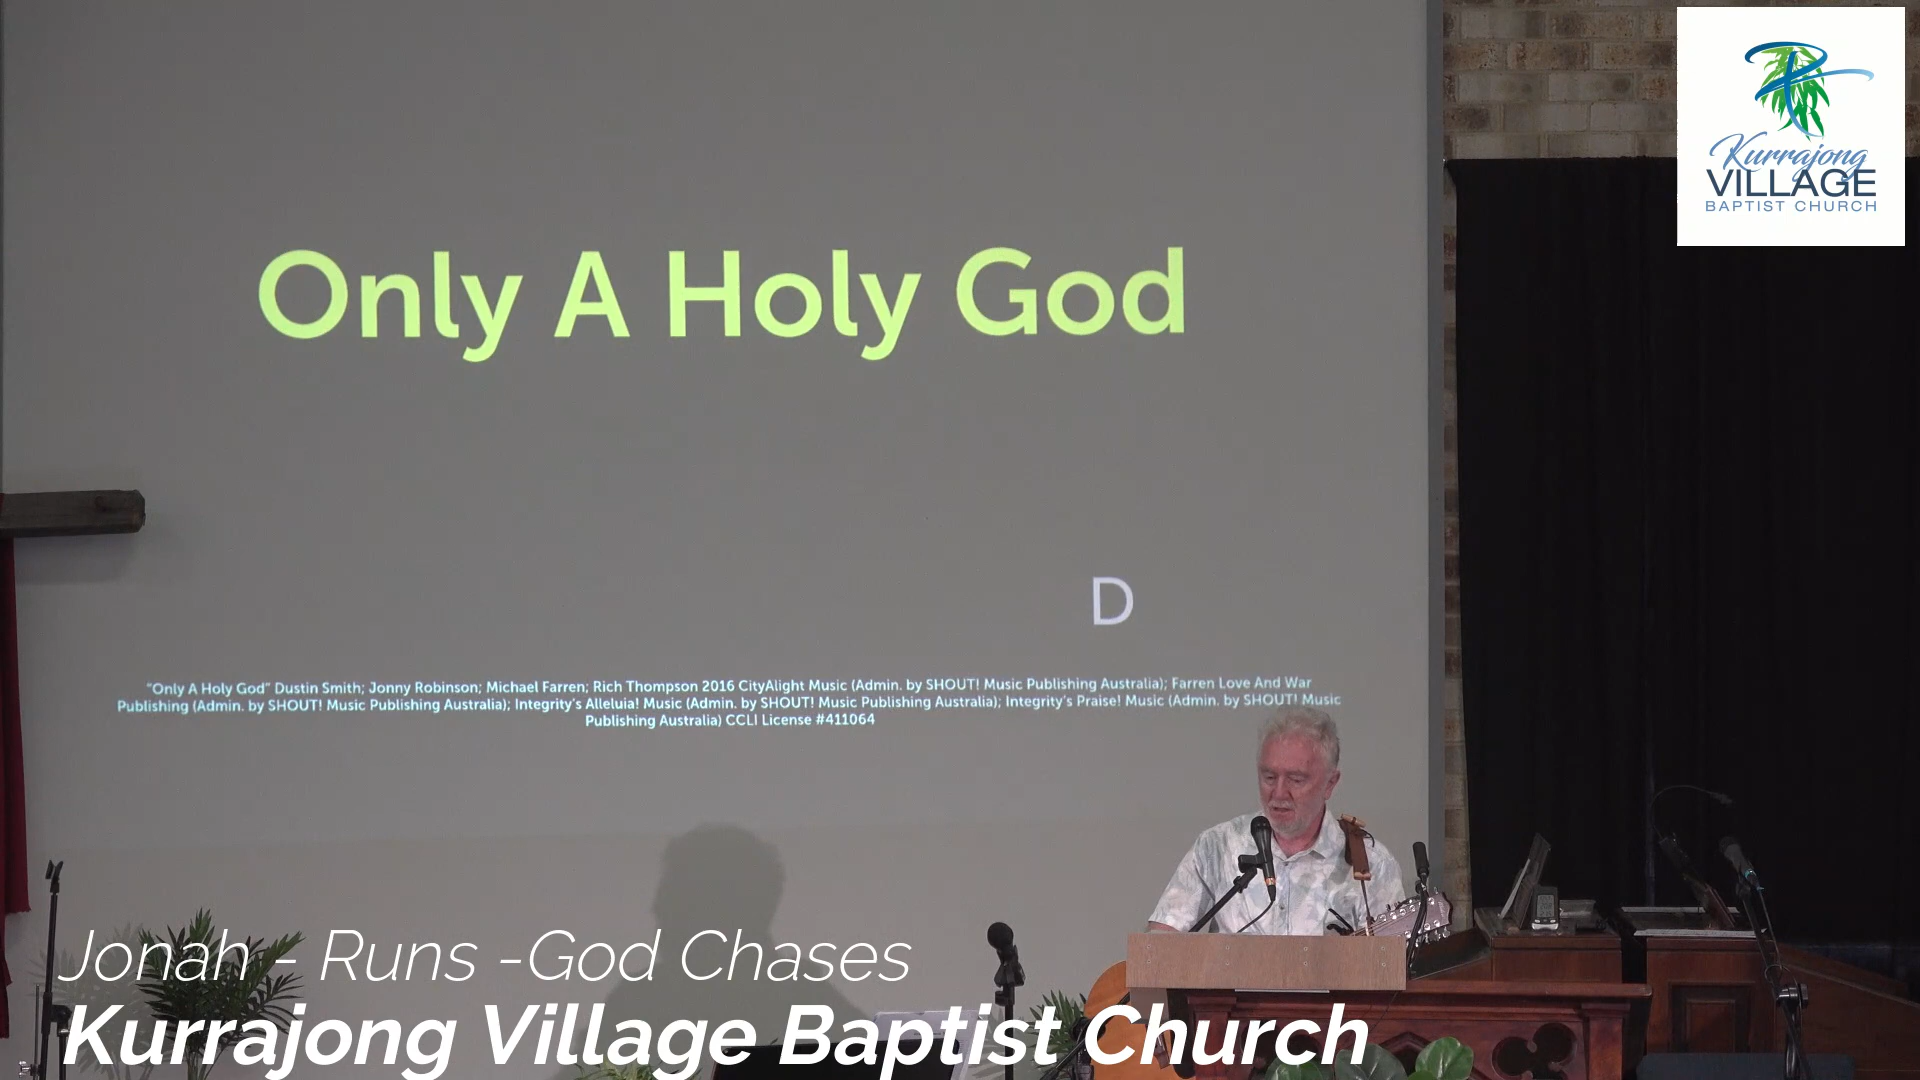 Kurrajong
VILLAGE
BAPTIST CHURCH
Only A Holy God
D
"Only A Holy God" Dustin Smith; Jonny Robinson; Michael Farren; Rich Thompson 2016 CityAlight Music (Admin. by SHOUT! Music Publishing Australia); Farren Love And War
Publishing (Admin. by SHOUT! Music Publishing Australia); Integrity's Alleluia! Music (Admin. by SHOUT! Music Publishing Australia); Integrity's Praise! Music (Admin. by SHOUT! Music
Publishing Australia) CCLI License #411064
Jonah - Runs -God Chases
Kurrajong Village Baptist Church